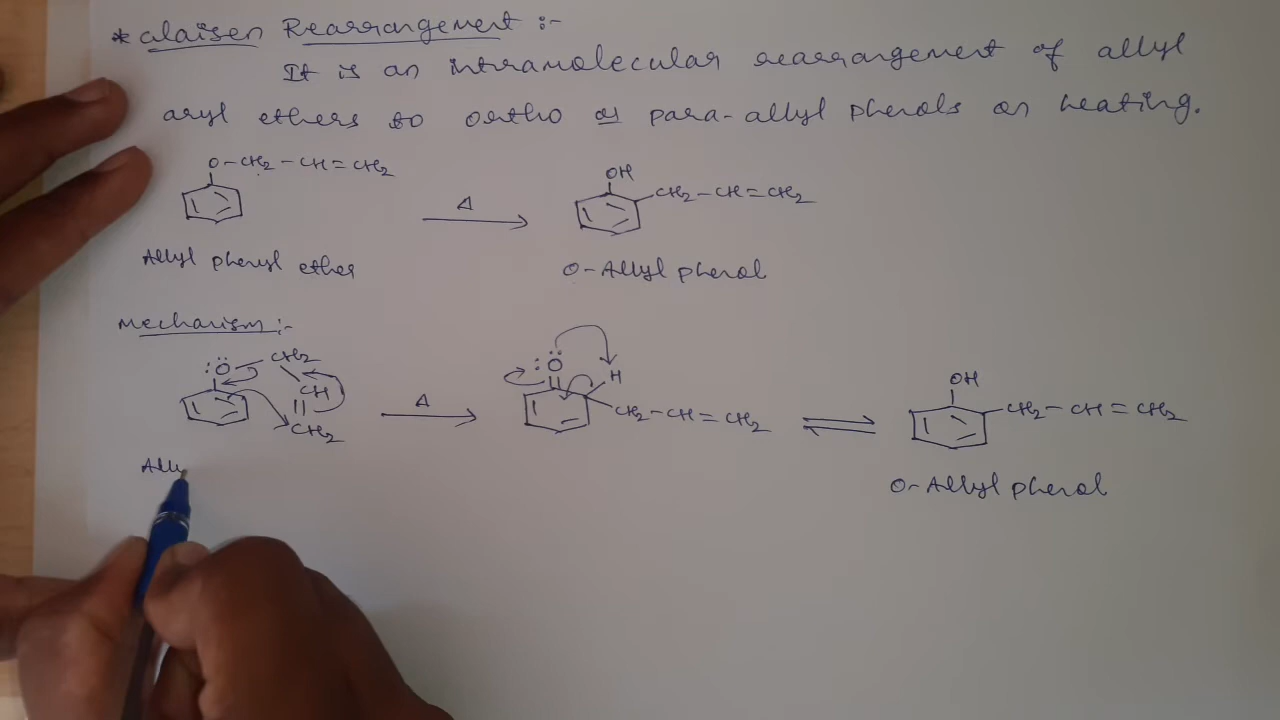 * Claisen Rearrangement :-
It is an intramolecular rearrangement of allyl
aryl ethers to ortho or para-allyl phenols on heating.
O-CH2-CH=CH2
Δ
OH
CH2-CH=CH2
Allyl phenyl ether
O-Allyl phenol
Mechanism :-
:Ö
CH2
CH
CH2
Δ
:Ö
H
CH2-CH=CH2
OH
CH2-CH=CH2
O-Allyl phenol
Ally